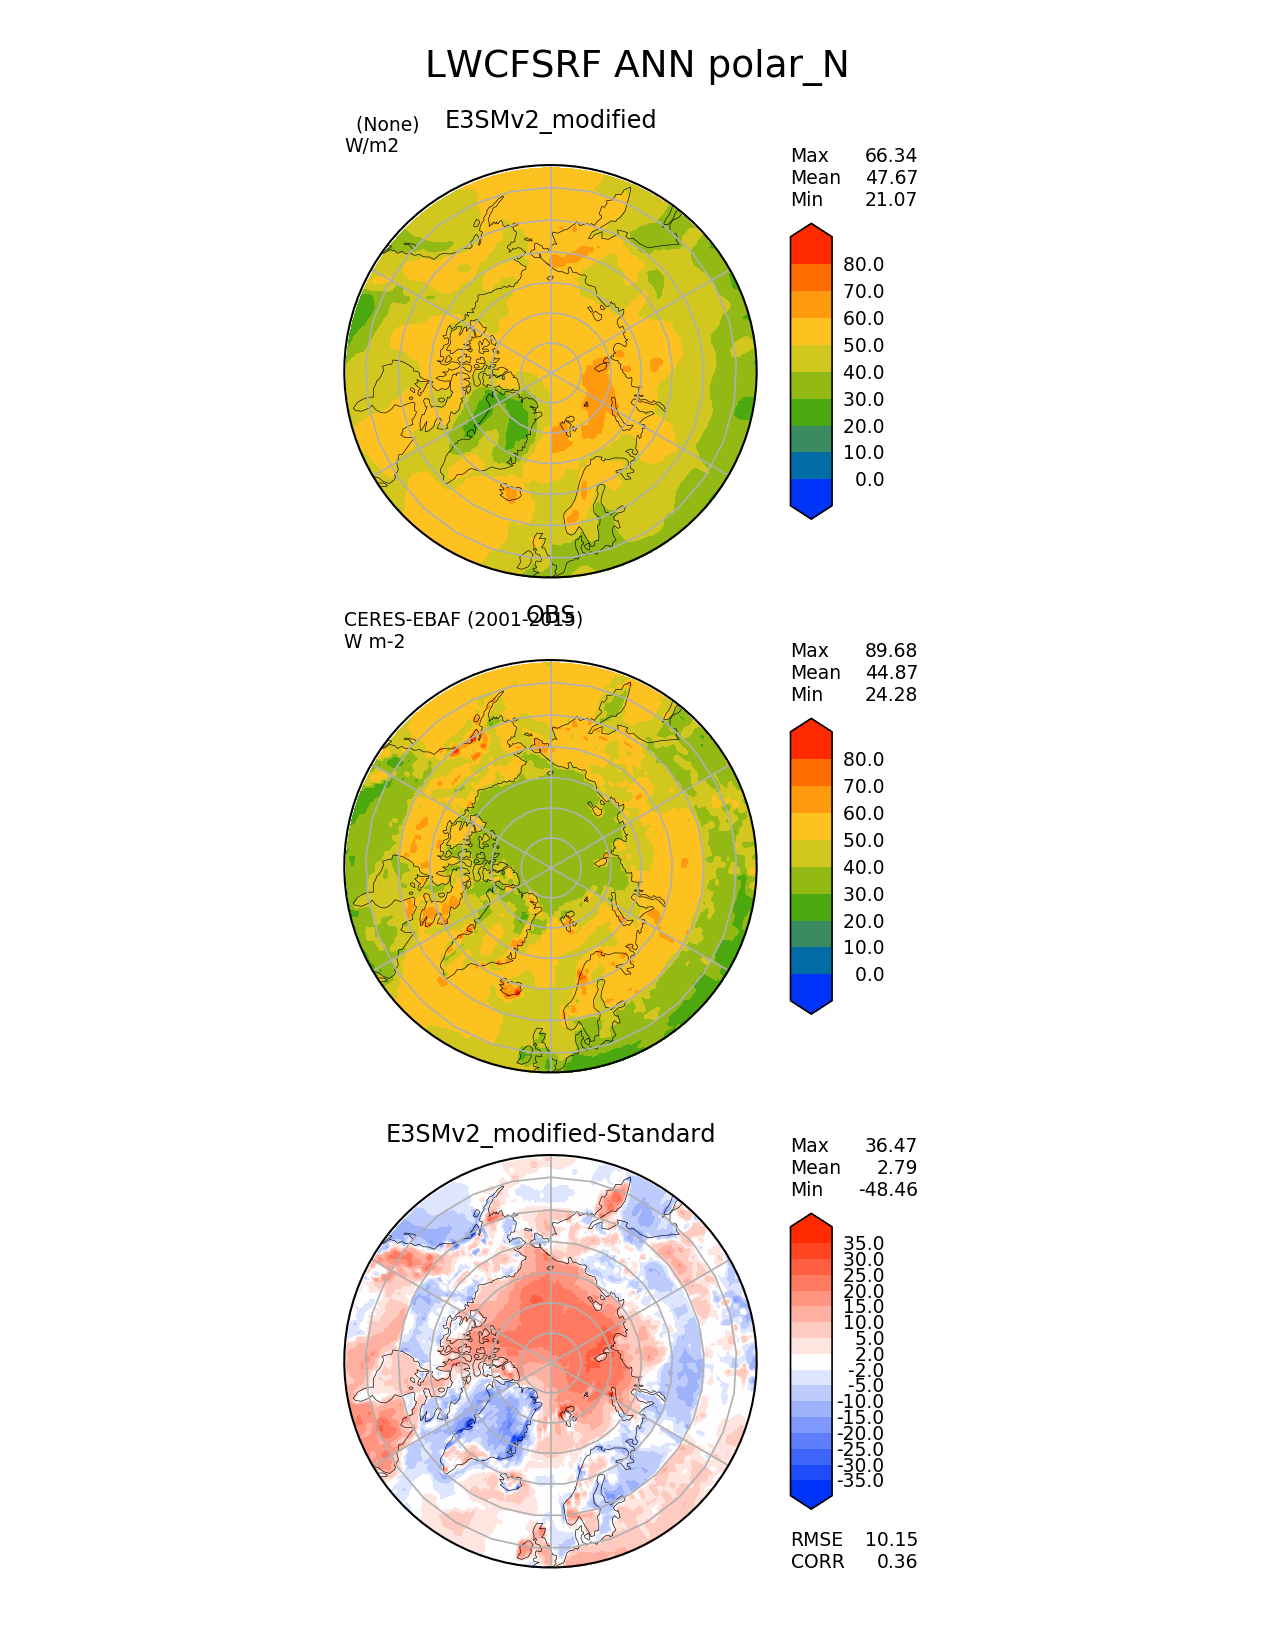 LWCFSRF ANN polar_N
(None)
E3SMv2_modified
W/m2
Max 66.34
Mean 47.67
Min 21.07
80.0
70.0
60.0
50.0
40.0
30.0
20.0
10.0
0.0
OBS
CERES-EBAF (2001-2015)
W m-2
Max 89.68
Mean 44.87
Min 24.28
80.0
70.0
60.0
50.0
40.0
30.0
20.0
10.0
0.0
E3SMv2_modified-Standard
Max 36.47
Mean 2.79
Min -48.46
35.0
30.0
25.0
20.0
15.0
10.0
5.0
2.0
-2.0
-5.0
-10.0
-15.0
-20.0
-25.0
-30.0
-35.0
RMSE 10.15
CORR 0.36